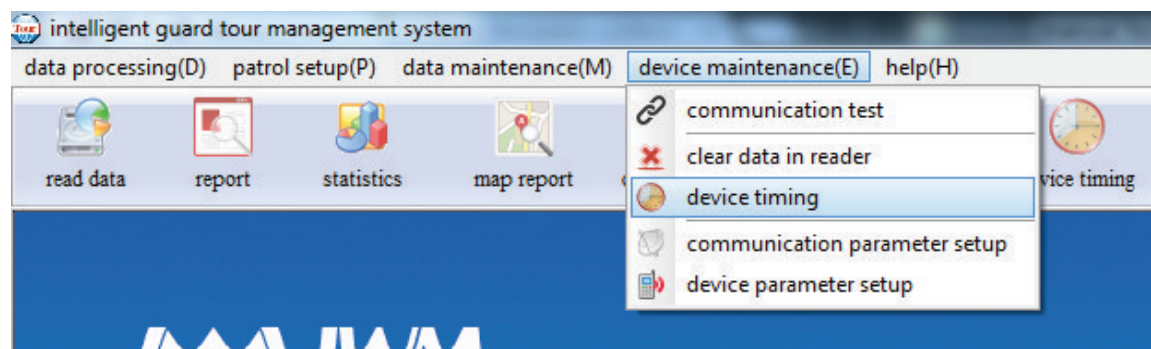 intelligent guard tour management system
data processing(D) patrol setup(P) data maintenance(M) device maintenance(E) help(H)
communication test
clear data in reader
read data report statistics map report
device timing
vice timing
communication parameter setup
device parameter setup